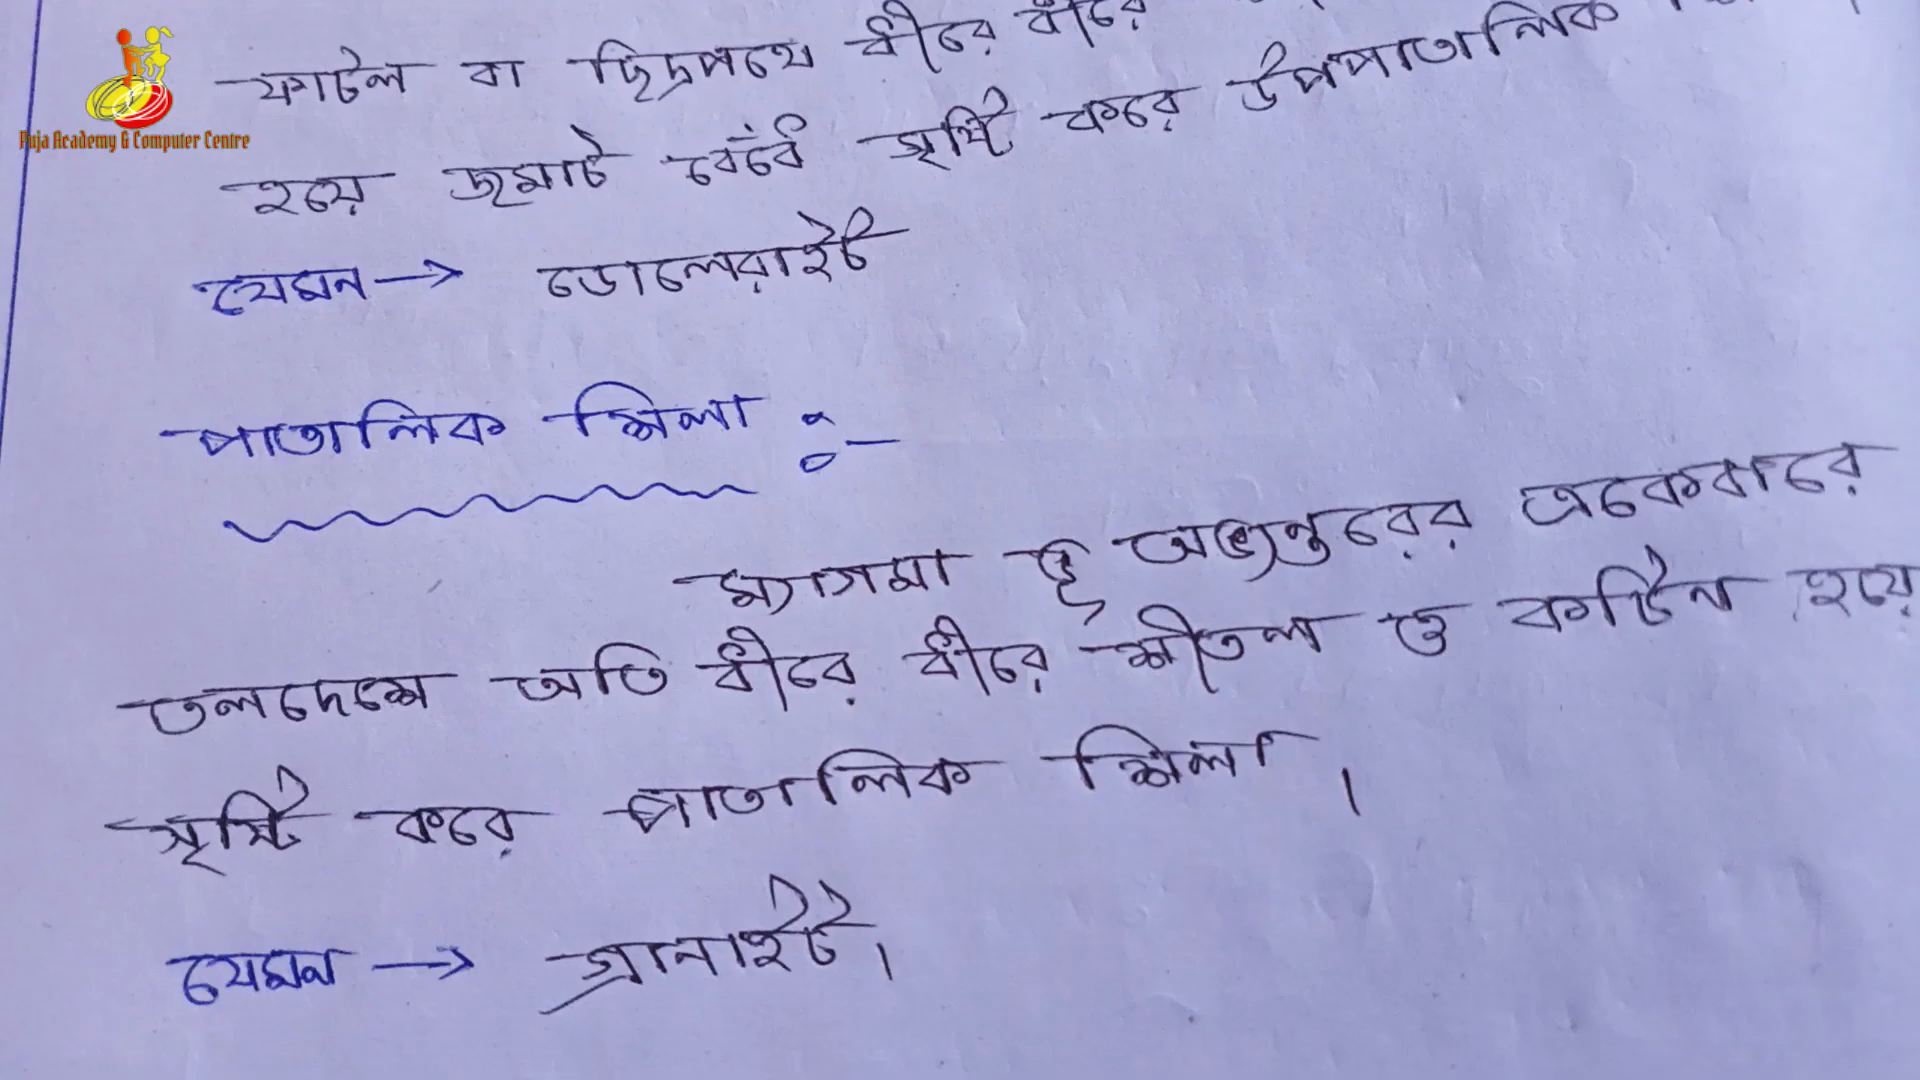 Puja Academy & Computer Centre
ফাটল বা ছিদ্রপথে ধীরে ধীরে
হয়ে জমাট বেঁধে সৃষ্টি করে উপপাতালিক
যেমন → ডোলেরাইট
পাতালিক শিলা :-
ম্যাগমা ভূ অভ্যন্তরের একেবারে
তলদেশে অতি ধীরে ধীরে শীতল ও কঠিন হয়ে
সৃষ্টি করে পাতালিক শিলা।
যেমন → গ্রানাইট।